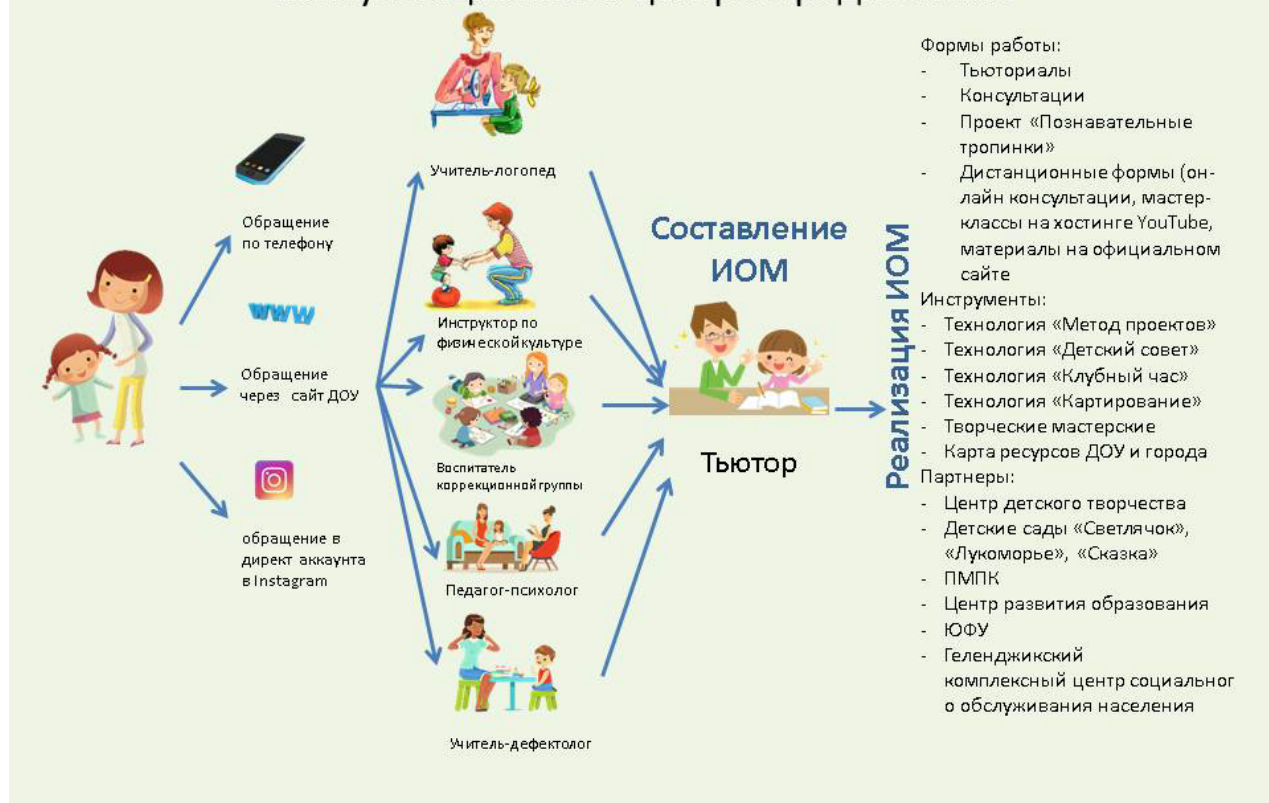 Учитель-логопед
Обращение
по телефону
Инструктор по
физической культуре
www
Обращение
через сайт ДОУ
Воспитатель
коррекционной группы
обращение в
директ аккаунта
в Instagram
Педагог-психолог
Учитель-дефектолог
Составление
ИОМ
Тьютор
Реализация ИОМ
Формы работы:
- Тьюториалы
- Консультации
- Проект «Познавательные
тропинки»
- Дистанционные формы (он-
лайн консультации, мастер-
классы на хостинге YouTube,
материалы на официальном
сайте
Инструменты:
- Технология «Метод проектов»
- Технология «Детский совет»
- Технология «Клубный час»
- Технология «Картирование»
- Творческие мастерские
- Карта ресурсов ДОУ и города
Партнеры:
- Центр детского творчества
- Детские сады «Светлячок»,
«Лукоморье», «Сказка»
- ПМПК
- Центр развития образования
- ЮФУ
- Геленджикский
комплексный центр социальног
о обслуживания населения